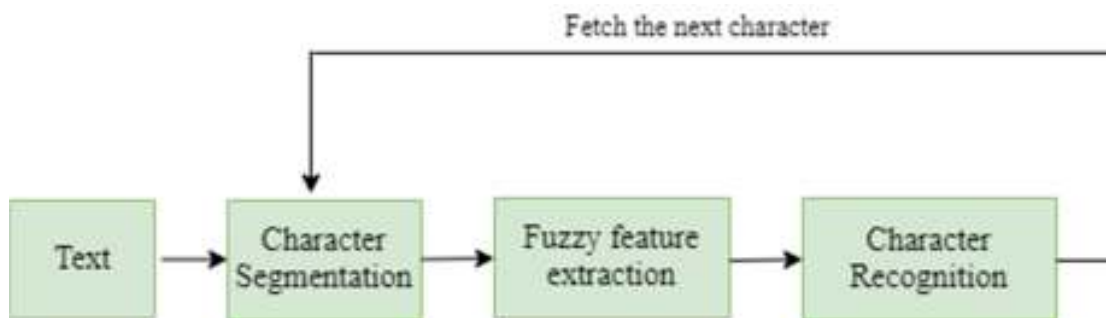 Fetch the next character
Text
Character
Segmentation
Fuzzy feature
extraction
Character
Recognition